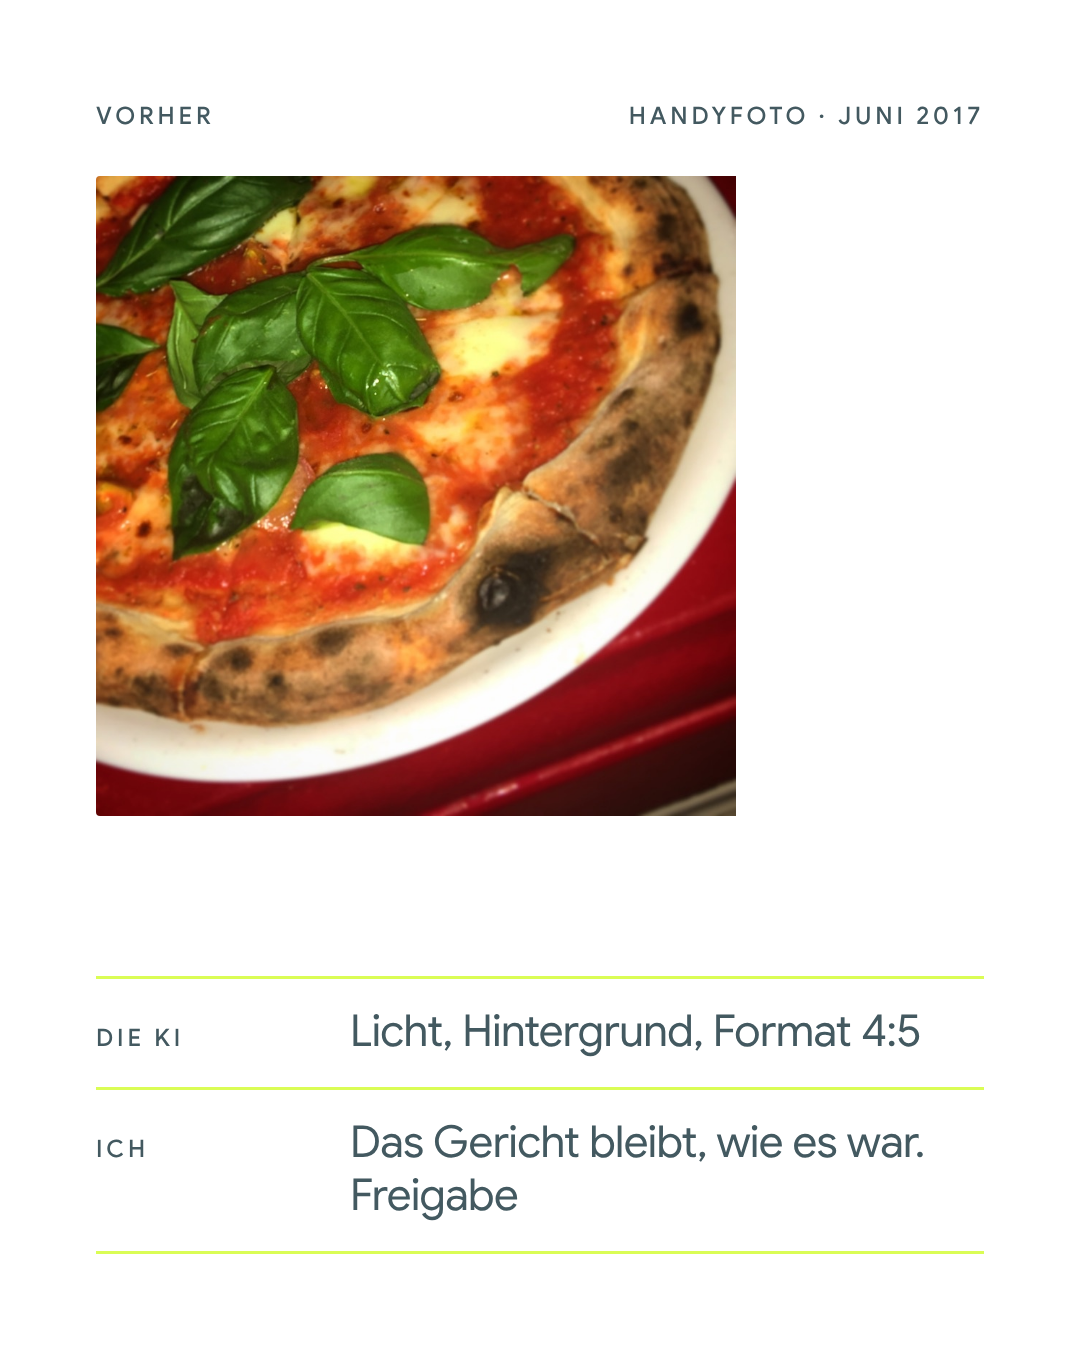 VORHER
HANDYFOTO · JUNI 2017
DIE KI
Licht, Hintergrund, Format 4:5
ICH
Das Gericht bleibt, wie es war.
Freigabe